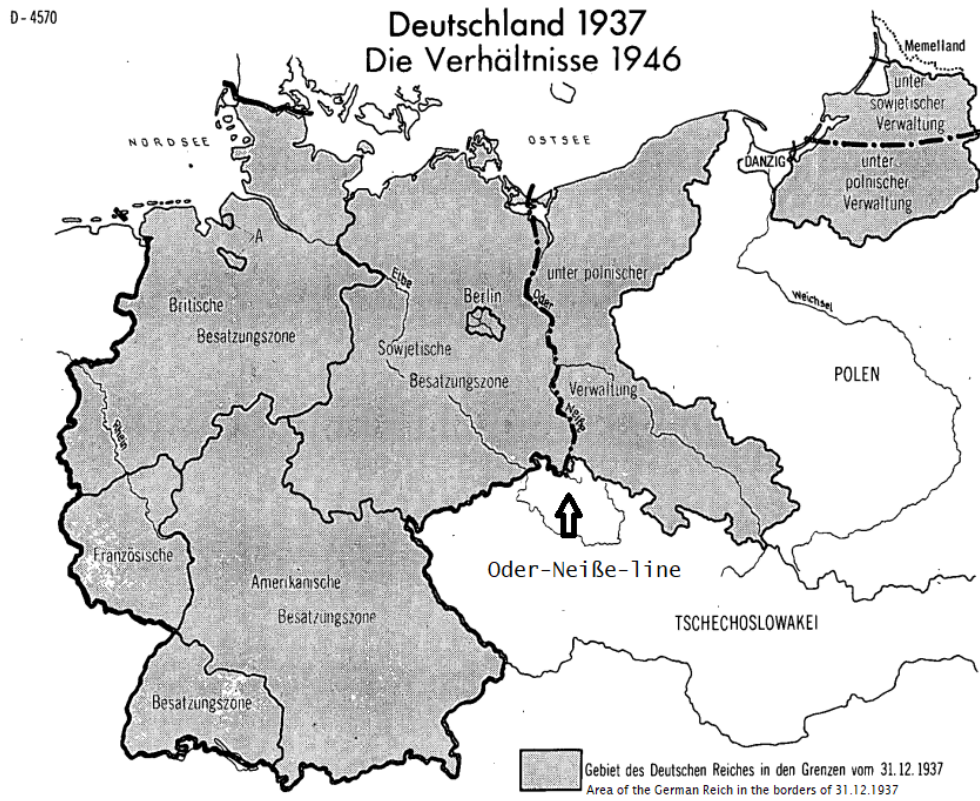 D-4570
Deutschland 1937
Die Verhältnisse 1946
Memelland
unter
sowjetischer
Verwaltung
NORDSEE
OSTSEE
DANZIG
unter
polnischer
Verwaltung
A
Elbe
unter polnischer
Berlin
Oder
Weichsel
Britische
Besatzungszone
Sowjetische
Besatzungszone
Verwaltung
POLEN
Neiße
Rhein
Französische
Amerikanische
Besatzungszone
Oder-Neiße-line
TSCHECHOSLOWAKEI
Besatzungszone
Gebiet des Deutschen Reiches in den Grenzen vom 31.12.1937
Area of the German Reich in the borders of 31.12.1937